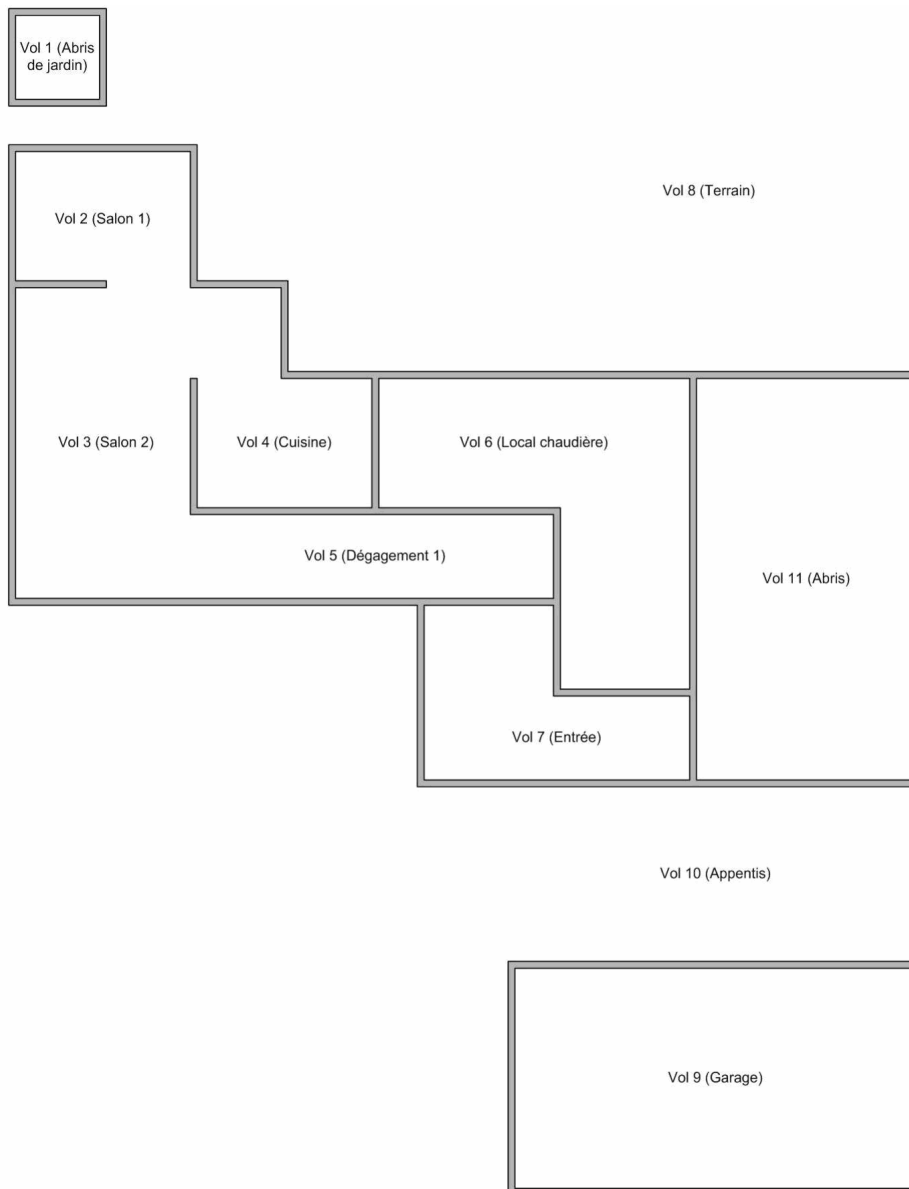 Vol 1 (Abris
de jardin)
Vol 8 (Terrain)
Vol 2 (Salon 1)
Vol 3 (Salon 2)
Vol 4 (Cuisine)
Vol 6 (Local chaudière)
Vol 5 (Dégagement 1)
Vol 11 (Abris)
Vol 7 (Entrée)
Vol 10 (Appentis)
Vol 9 (Garage)